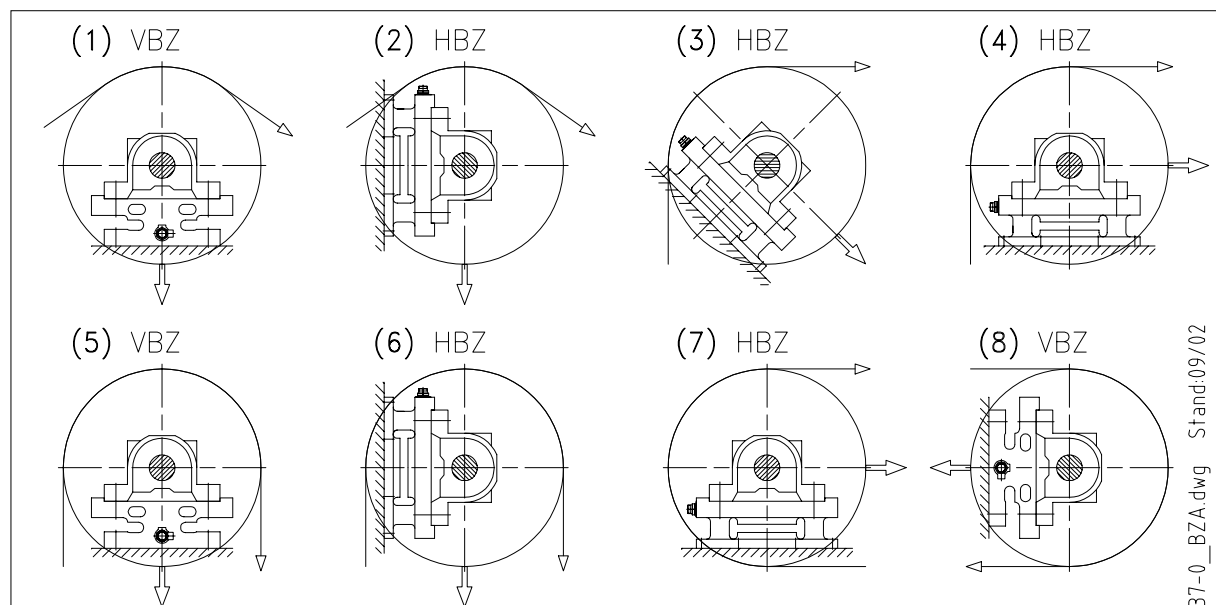 (1) VBZ
(2) HBZ
(3) HBZ
(4) HBZ
(5) VBZ
(6) HBZ
(7) HBZ
(8) VBZ
37-0_BZA.dwg Stand:09/02